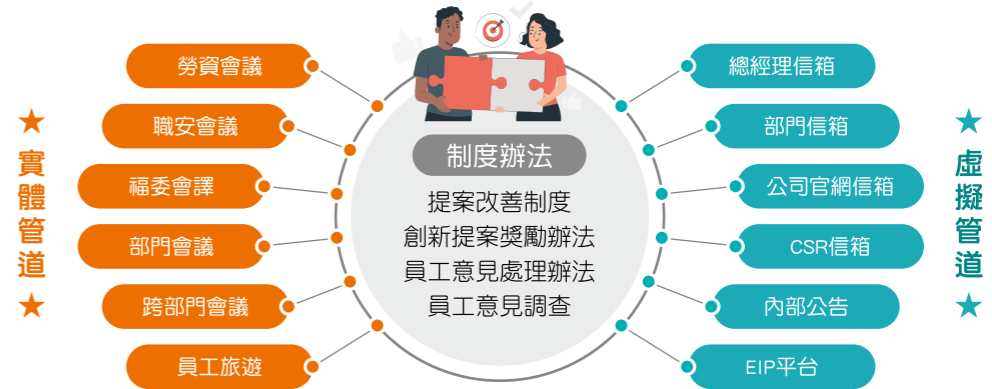 ★實體管道★
勞資會議
職安會議
福委會譯
部門會議
跨部門會議
員工旅遊
制度辦法
提案改善制度
創新提案獎勵辦法
員工意見處理辦法
員工意見調查
總經理信箱
部門信箱
公司官網信箱
CSR信箱
內部公告
EIP平台
★虛擬管道★